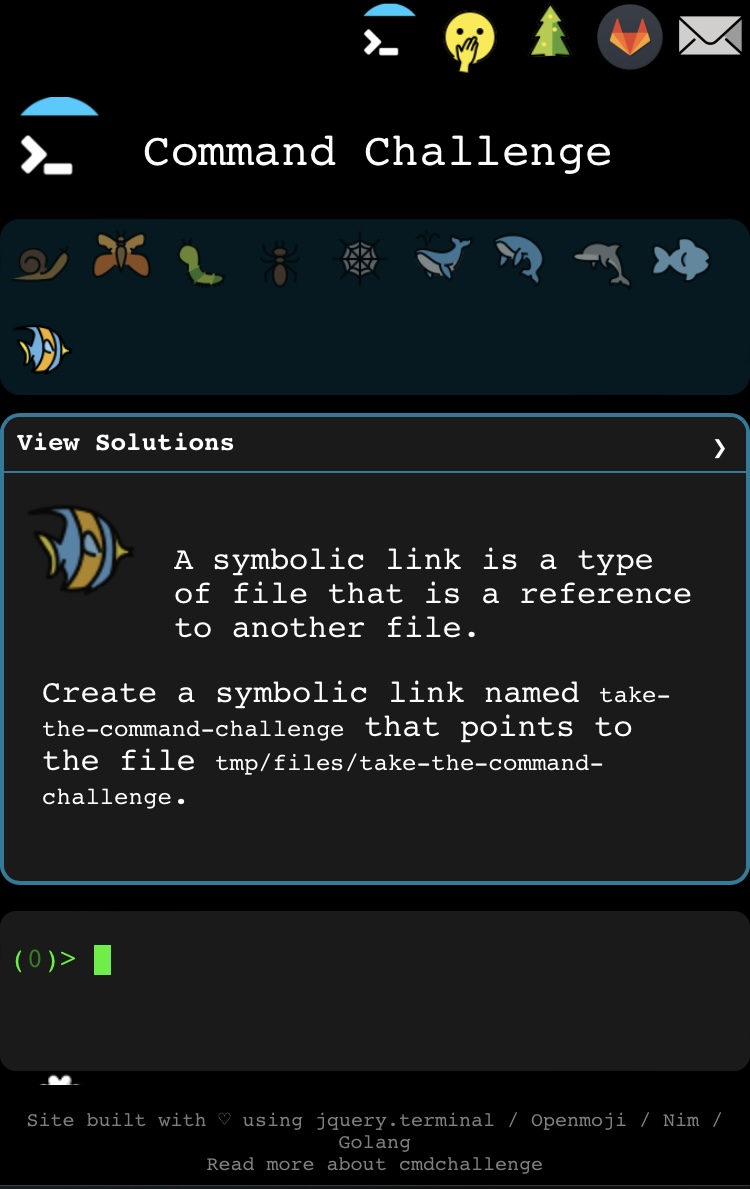 Command Challenge
View Solutions ❯
A symbolic link is a type
of file that is a reference
to another file.
Create a symbolic link named take-
the-command-challenge that points to
the file tmp/files/take-the-command-
challenge.
(0)>
Site built with ♡ using jquery.terminal / Openmoji / Nim /
Golang
Read more about cmdchallenge